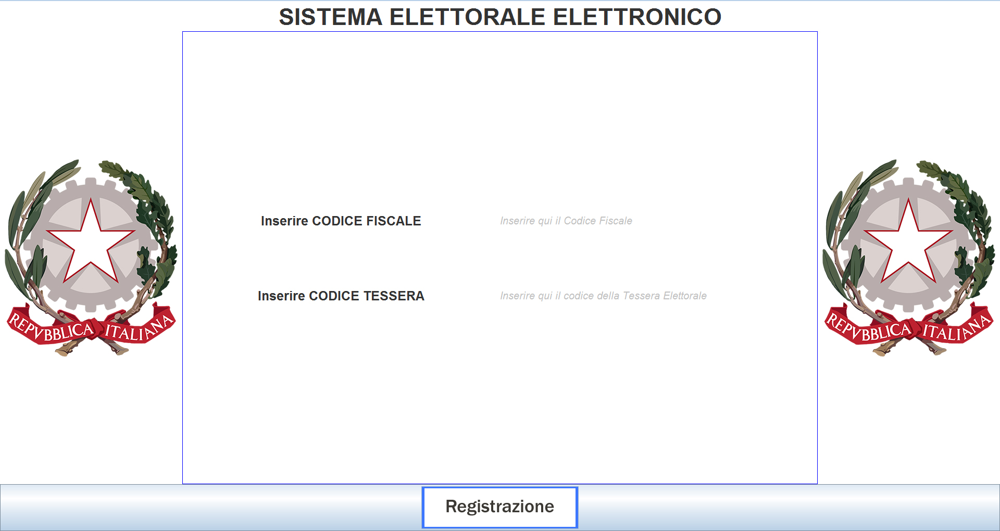 SISTEMA ELETTORALE ELETTRONICO
Inserire CODICE FISCALE Inserire qui il Codice Fiscale
Inserire CODICE TESSERA Inserire qui il codice della Tessera Elettorale
REPVBBLICA ITALIANA
REPVBBLICA ITALIANA
Registrazione